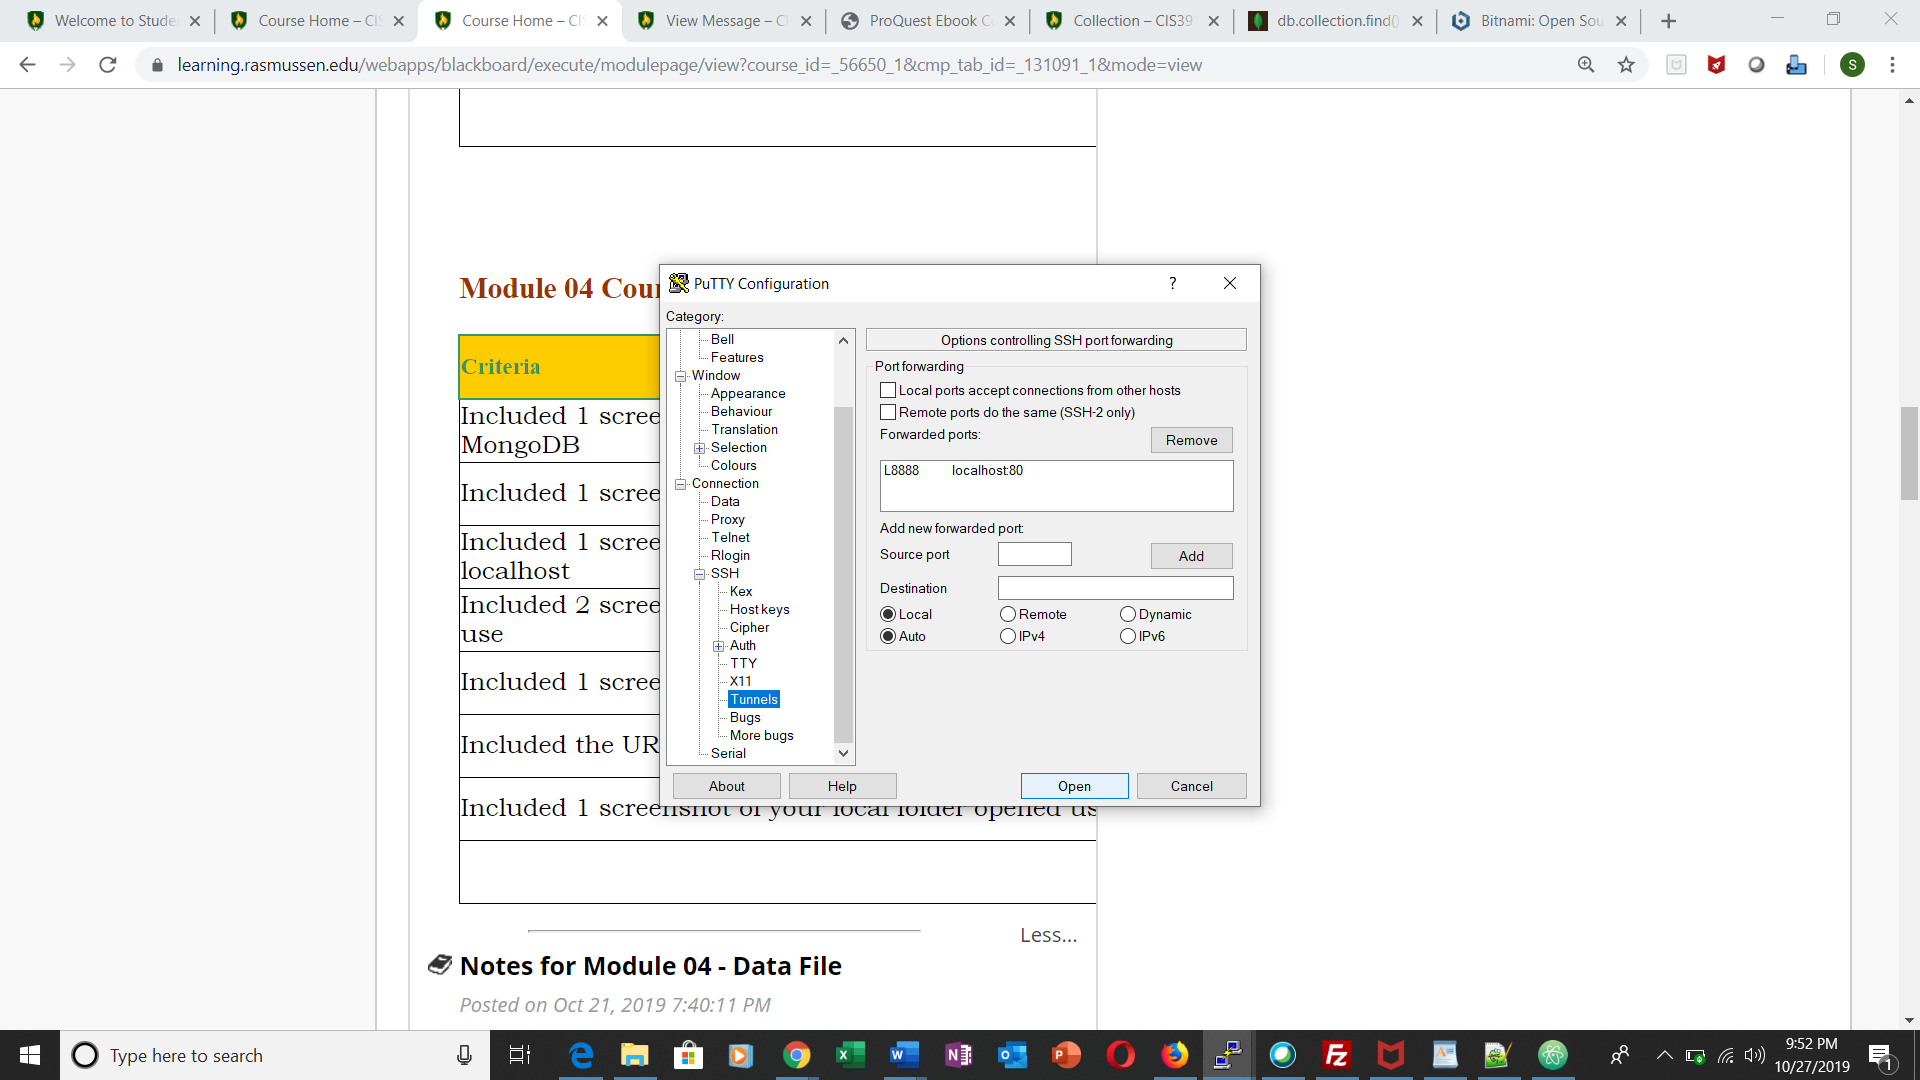 Welcome to Stude
Course Home – CIS
Course Home – CIS
View Message – C
ProQuest Ebook C
Collection – CIS391
db.collection.find()
Bitnami: Open Sou
learning.rasmussen.edu/webapps/blackboard/execute/modulepage/view?course_id=_56650_1&cmp_tab_id=_131091_1&mode=view
S
Module 04 Cour
Criteria
Included 1 scree
MongoDB
Included 1 scree
Included 1 scree
localhost
Included 2 scree
use
Included 1 scree
Included the UR
Included 1 screenshot of your local folder opened us
Less...
Notes for Module 04 - Data File
Posted on Oct 21, 2019 7:40:11 PM
PuTTY Configuration
?
Category:
Bell
Features
Window
Appearance
Behaviour
Translation
Selection
Colours
Connection
Data
Proxy
Telnet
Rlogin
SSH
Kex
Host keys
Cipher
Auth
TTY
X11
Tunnels
Bugs
More bugs
Serial
Options controlling SSH port forwarding
Port forwarding
Local ports accept connections from other hosts
Remote ports do the same (SSH-2 only)
Forwarded ports:
Remove
L8888 localhost:80
Add new forwarded port:
Source port
Add
Destination
Local Remote Dynamic
Auto IPv4 IPv6
About
Help
Open
Cancel
Type here to search
9:52 PM
10/27/2019
1